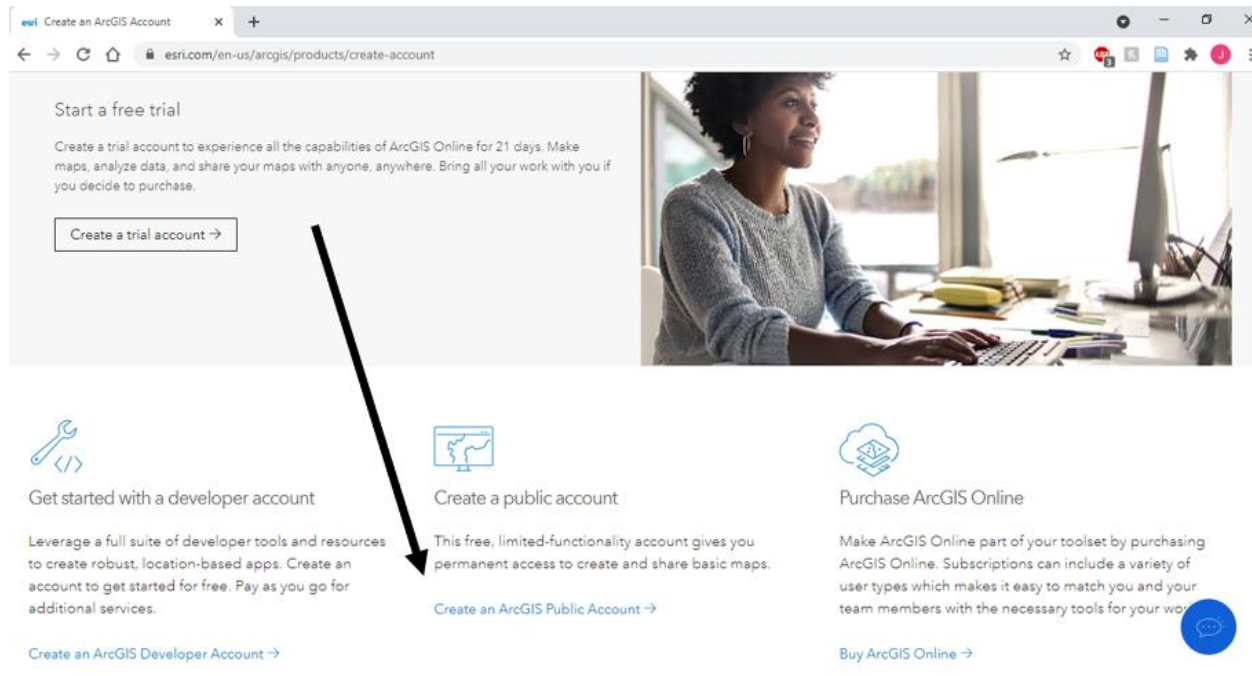 esri Create an ArcGIS Account
esri.com/en-us/arcgis/products/create-account
3
J
Start a free trial
Create a trial account to experience all the capabilities of ArcGIS Online for 21 days. Make
maps, analyze data, and share your maps with anyone, anywhere. Bring all your work with you if
you decide to purchase.
Create a trial account →
</>
Get started with a developer account
Leverage a full suite of developer tools and resources
to create robust, location-based apps. Create an
account to get started for free. Pay as you go for
additional services.
Create an ArcGIS Developer Account →
Create a public account
This free, limited-functionality account gives you
permanent access to create and share basic maps.
Create an ArcGIS Public Account →
Purchase ArcGIS Online
Make ArcGIS Online part of your toolset by purchasing
ArcGIS Online. Subscriptions can include a variety of
user types which makes it easy to match you and your
team members with the necessary tools for your
Buy ArcGIS Online →